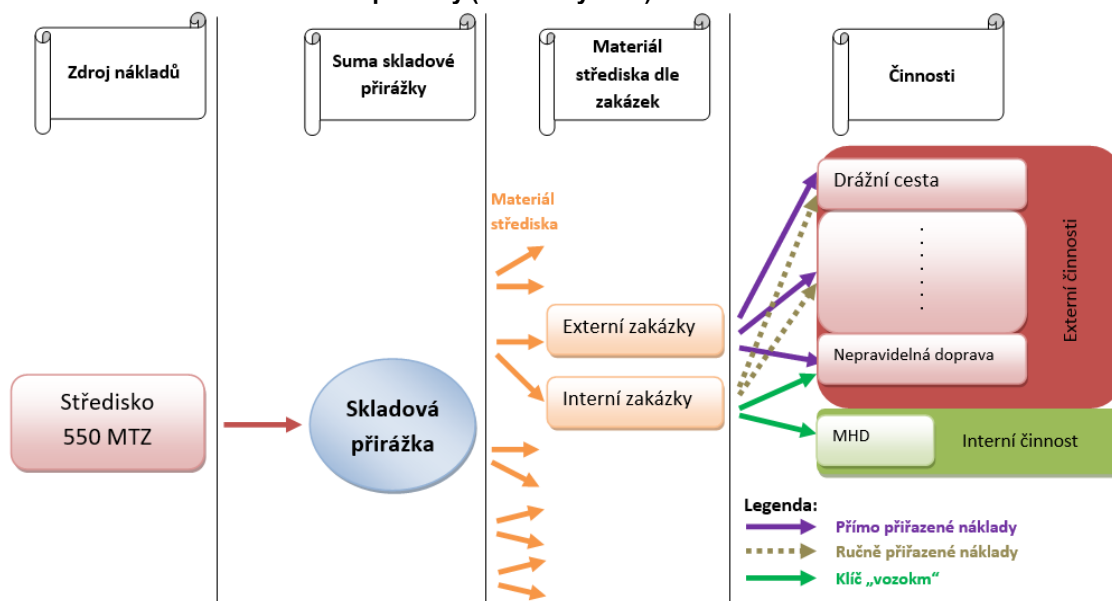 Zdroj nákladů
Suma skladové
přirážky
Materiál
střediska dle
zakázek
Činnosti
Materiál
střediska
Středisko
550 MTZ
Skladová
přirážka
Externí zakázky
Interní zakázky
Drážní cesta
Nepravidelná doprava
Externí činnosti
MHD
Interní činnost
Legenda:
Přímo přiřazené náklady
Ručně přiřazené náklady
Klíč „vozokm“